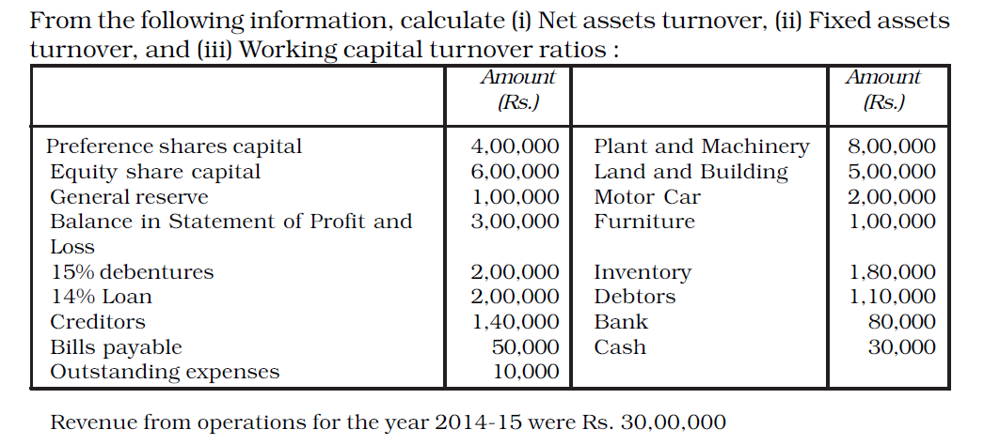 From the following information, calculate (i) Net assets turnover, (ii) Fixed assets
turnover, and (iii) Working capital turnover ratios :
Amount Amount
(Rs.) (Rs.)
Preference shares capital 4,00,000 Plant and Machinery 8,00,000
Equity share capital 6,00,000 Land and Building 5,00,000
General reserve 1,00,000 Motor Car 2,00,000
Balance in Statement of Profit and 3,00,000 Furniture 1,00,000
Loss
15% debentures 2,00,000 Inventory 1,80,000
14% Loan 2,00,000 Debtors 1,10,000
Creditors 1,40,000 Bank 80,000
Bills payable 50,000 Cash 30,000
Outstanding expenses 10,000
Revenue from operations for the year 2014-15 were Rs. 30,00,000